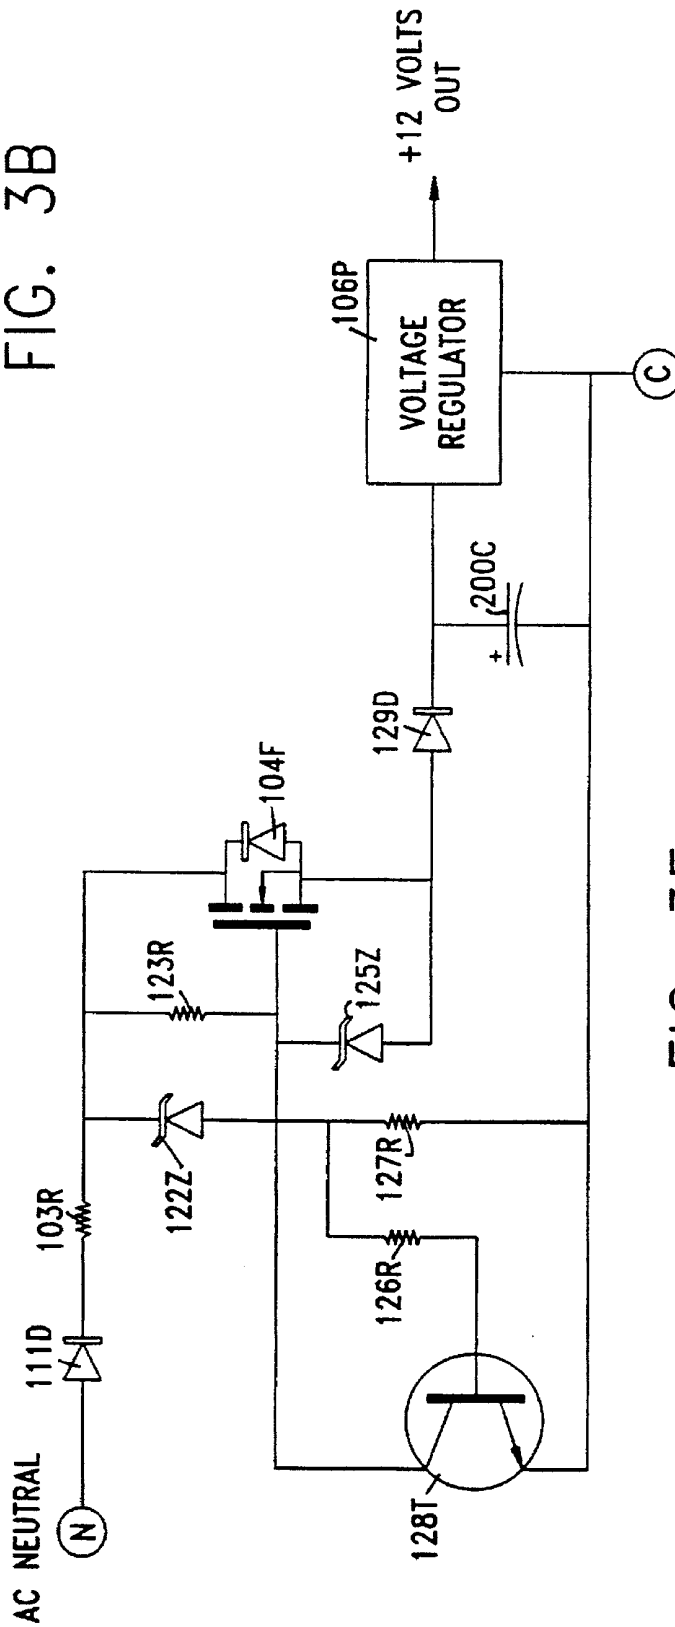 FIG. 3B
AC NEUTRAL
N
111D
103R
122Z
123R
104F
125Z
126R
127R
128T
129D
200C
+
106P
VOLTAGE
REGULATOR
+12 VOLTS
OUT
C